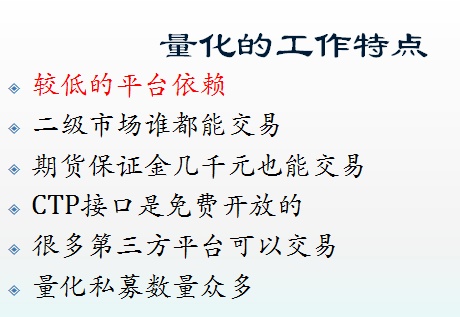 量化的工作特点
较低的平台依赖
二级市场谁都能交易
期货保证金几千元也能交易
CTP接口是免费开放的
很多第三方平台可以交易
量化私募数量众多